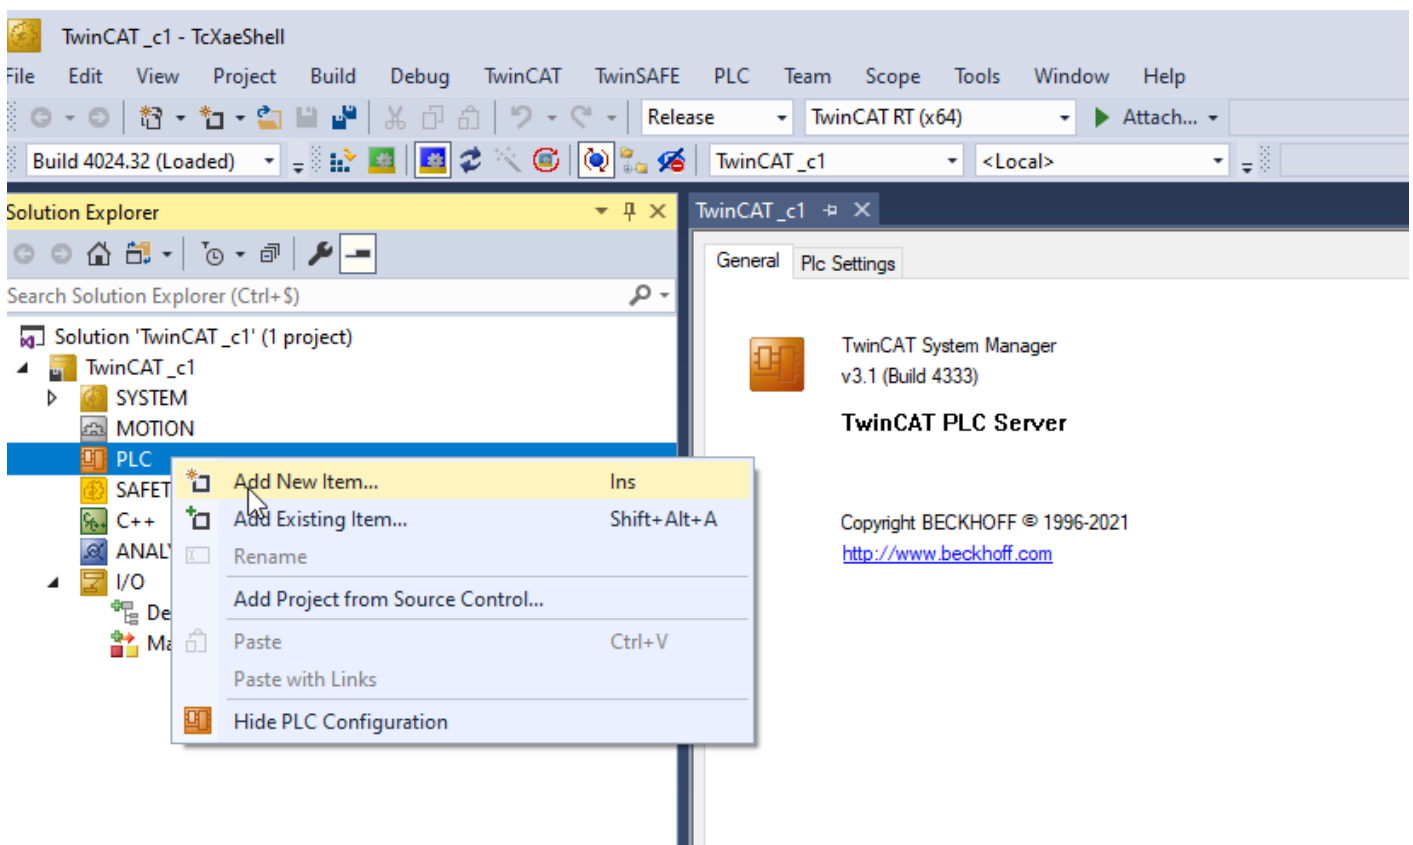 TwinCAT_c1 - TcXaeShell
File Edit View Project Build Debug TwinCAT TwinSAFE PLC Team Scope Tools Window Help
Release TwinCAT RT (x64) Attach...
Build 4024.32 (Loaded) TwinCAT_c1 <Local>
Solution Explorer
TwinCAT_c1
General Plc Settings
Search Solution Explorer (Ctrl+$)
Solution 'TwinCAT_c1' (1 project)
TwinCAT_c1
SYSTEM
MOTION
PLC
SAFET
C++
ANAL
I/O
De
Ma
Add New Item... Ins
Add Existing Item... Shift+Alt+A
Rename
Add Project from Source Control...
Paste Ctrl+V
Paste with Links
Hide PLC Configuration
TwinCAT System Manager
v3.1 (Build 4333)
TwinCAT PLC Server
Copyright BECKHOFF © 1996-2021
http://www.beckhoff.com